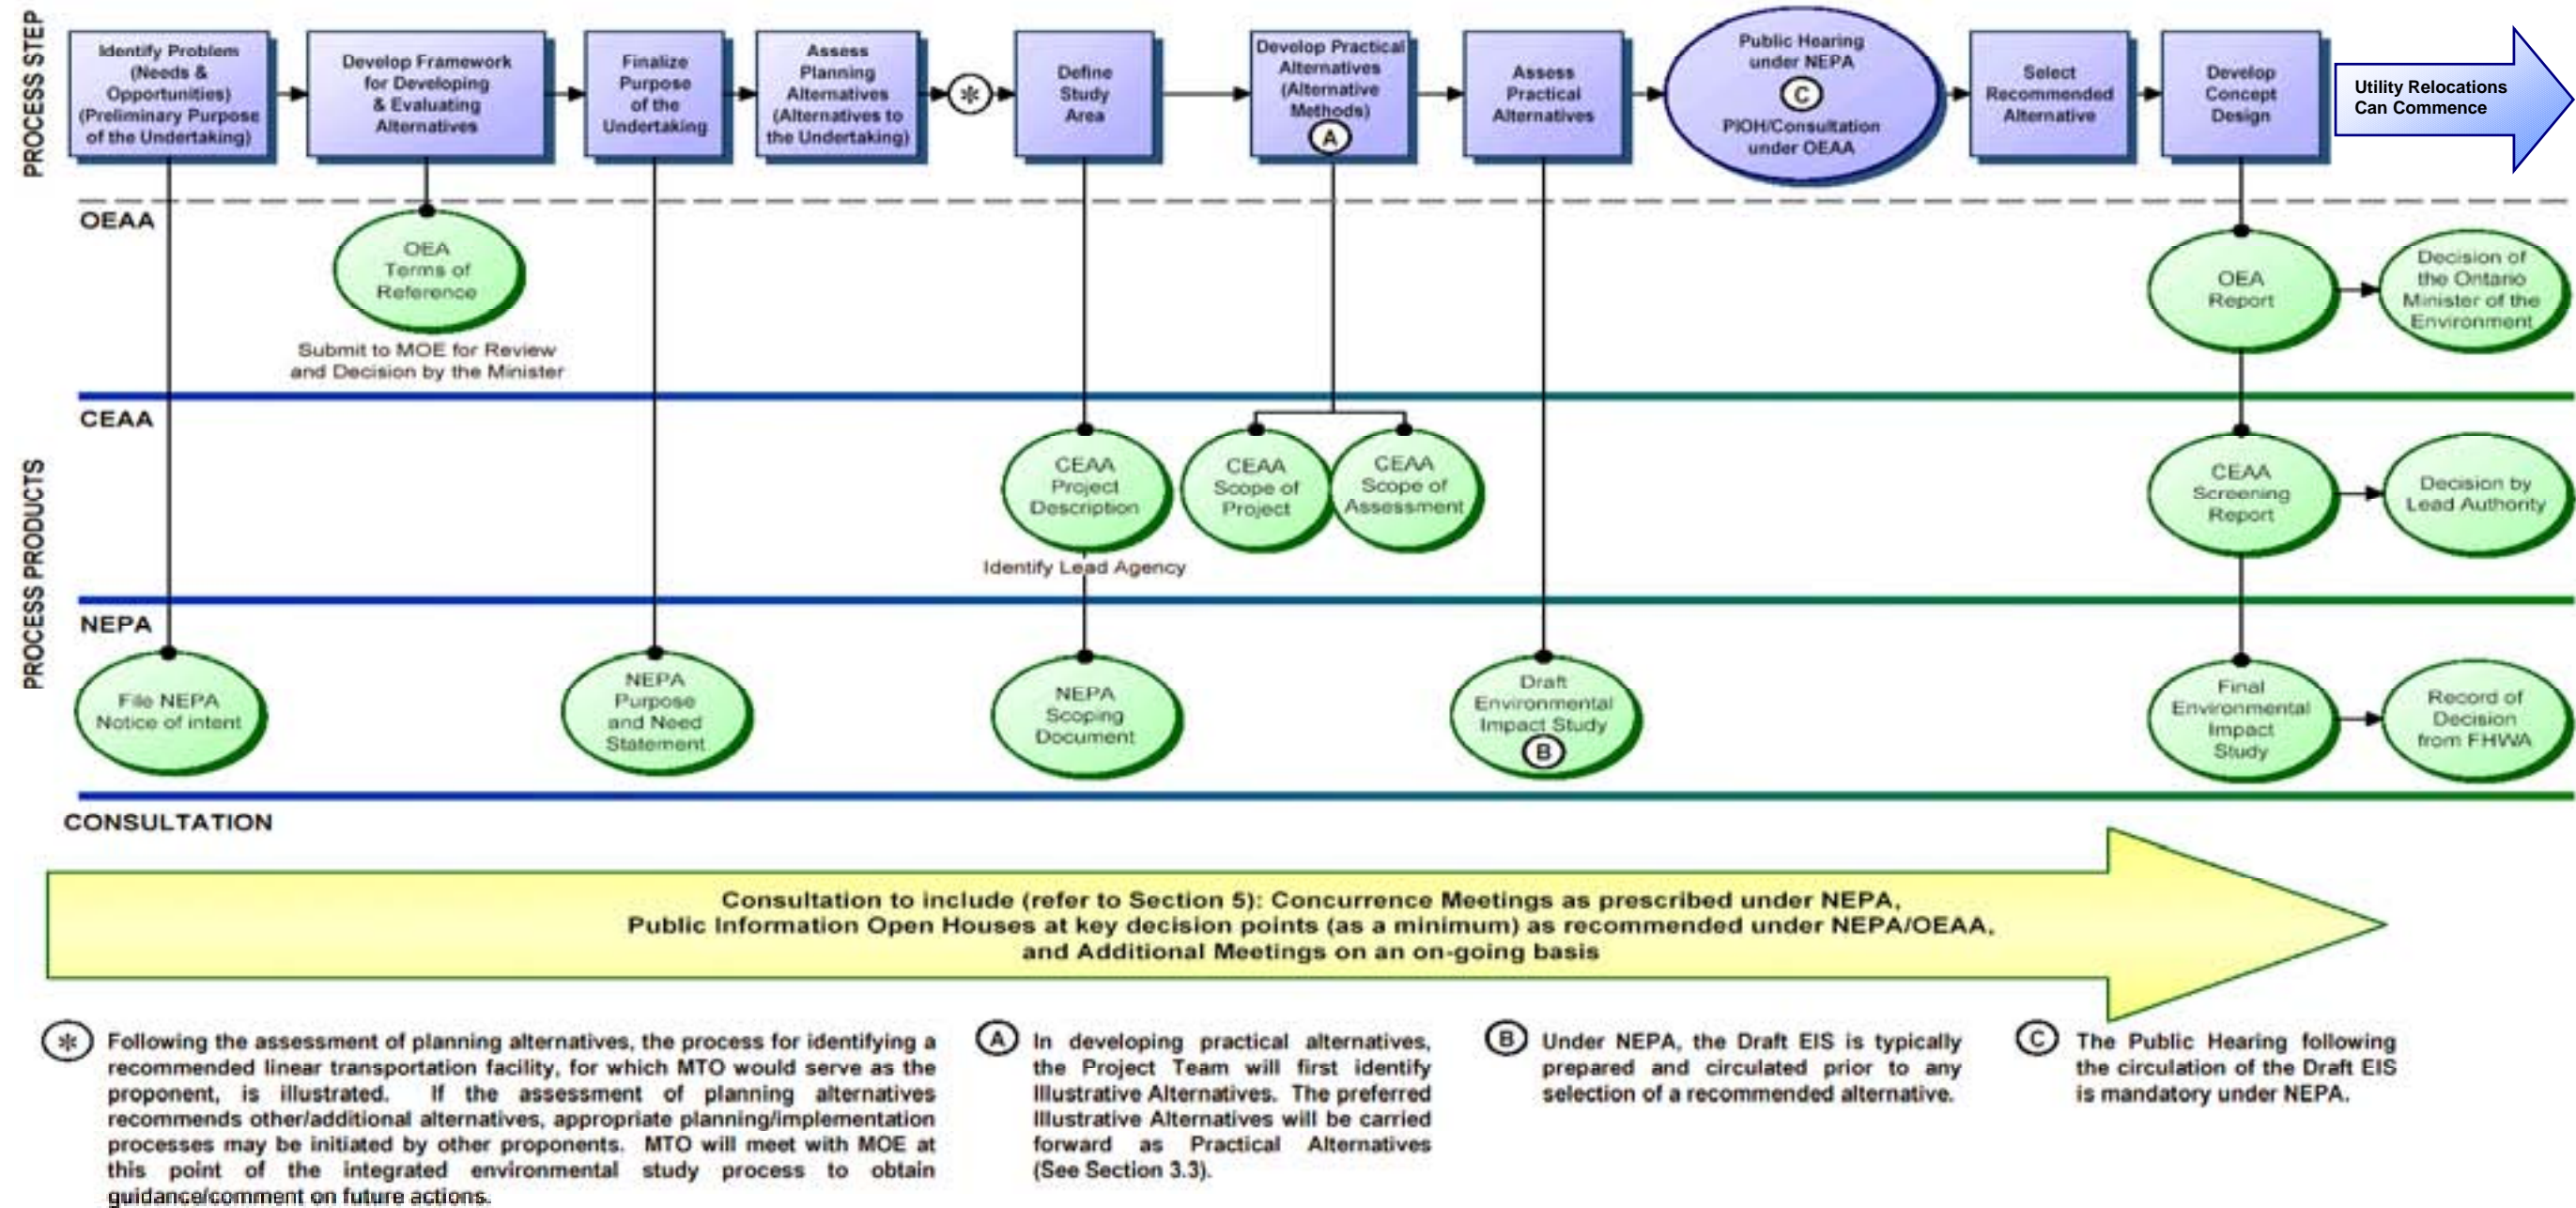 PROCESS STEP
Identify Problem
(Needs &
Opportunities)
(Preliminary Purpose
of the Undertaking)
Develop Framework
for Developing
& Evaluating
Alternatives
Finalize
Purpose
of the
Undertaking
Assess
Planning
Alternatives
(Alternatives to
the Undertaking)
*
Define
Study
Area
Develop Practical
Alternatives
(Alternative
Methods)
A
Assess
Practical
Alternatives
Public Hearing
under NEPA
C
PIOH/Consultation
under OEAA
Select
Recommended
Alternative
Develop
Concept
Design
Utility Relocations
Can Commence
PROCESS PRODUCTS
OEAA
OEA
Terms of
Reference
Submit to MOE for Review
and Decision by the Minister
OEA
Report
Decision of
the Ontario
Minister of the
Environment
CEAA
CEAA
Project
Description
Identify Lead Agency
CEAA
Scope of
Project
CEAA
Scope of
Assessment
CEAA
Screening
Report
Decision by
Lead Authority
NEPA
File NEPA
Notice of intent
NEPA
Purpose
and Need
Statement
NEPA
Scoping
Document
Draft
Environmental
Impact Study
B
Final
Environmental
Impact
Study
Record of
Decision
from FHWA
CONSULTATION
Consultation to include (refer to Section 5): Concurrence Meetings as prescribed under NEPA,
Public Information Open Houses at key decision points (as a minimum) as recommended under NEPA/OEAA,
and Additional Meetings on an on-going basis
*
Following the assessment of planning alternatives, the process for identifying a
recommended linear transportation facility, for which MTO would serve as the
proponent, is illustrated. If the assessment of planning alternatives
recommends other/additional alternatives, appropriate planning/implementation
processes may be initiated by other proponents. MTO will meet with MOE at
this point of the integrated environmental study process to obtain
guidance/comment on future actions.
A
In developing practical alternatives,
the Project Team will first identify
Illustrative Alternatives. The preferred
Illustrative Alternatives will be carried
forward as Practical Alternatives
(See Section 3.3).
B
Under NEPA, the Draft EIS is typically
prepared and circulated prior to any
selection of a recommended alternative.
C
The Public Hearing following
the circulation of the Draft EIS
is mandatory under NEPA.